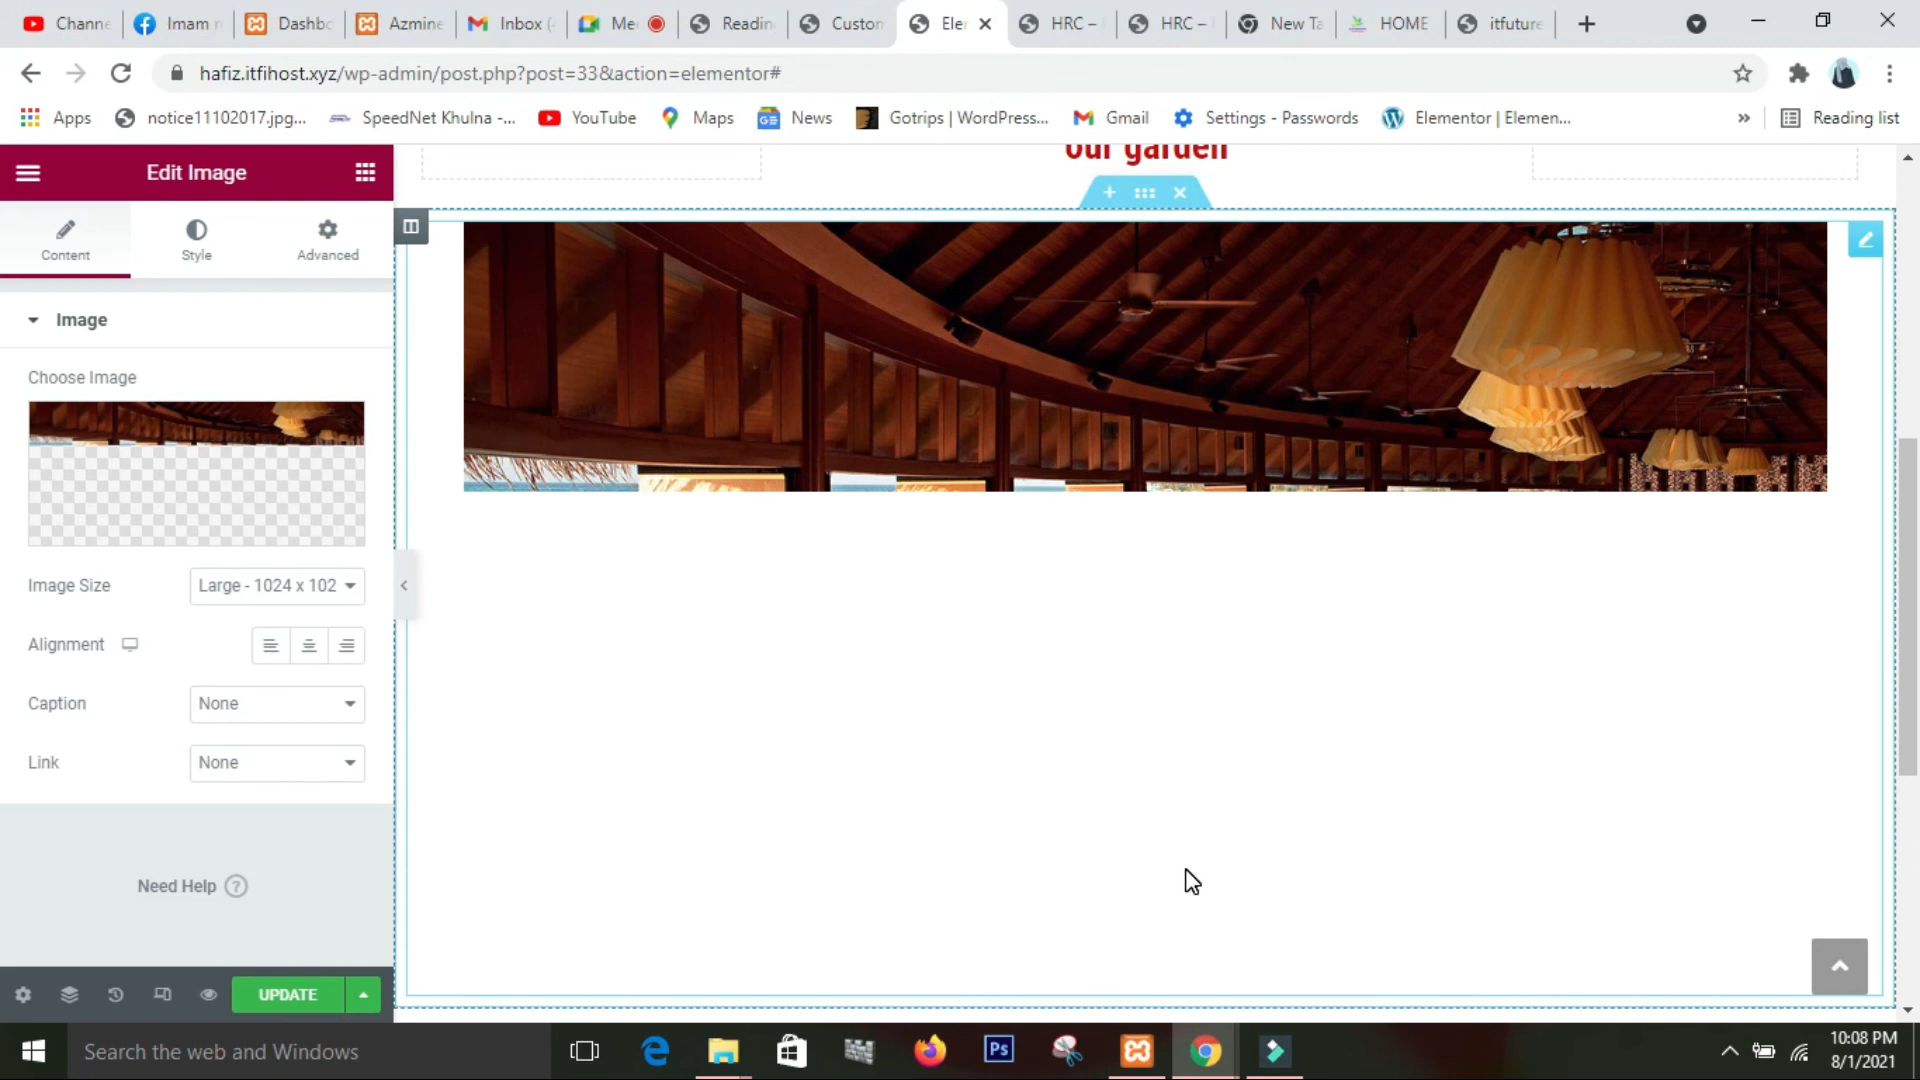 Channe
Imam r
Dashbo
Azmine
Inbox (
Me
Readin
Custon
Ele
HRC –
HRC –
New Ta
HOME
itfuture
hafiz.itfihost.xyz/wp-admin/post.php?post=33&action=elementor#
Apps
notice11102017.jpg...
SpeedNet Khulna -...
YouTube
Maps
News
Gotrips | WordPress...
Gmail
Settings - Passwords
Elementor | Elemen...
»
Reading list
Edit Image
our garden
Content
Style
Advanced
Image
Choose Image
Image Size
Large - 1024 x 102
Alignment
Caption
None
Link
None
Need Help ?
UPDATE
Search the web and Windows
Ps
10:08 PM
8/1/2021